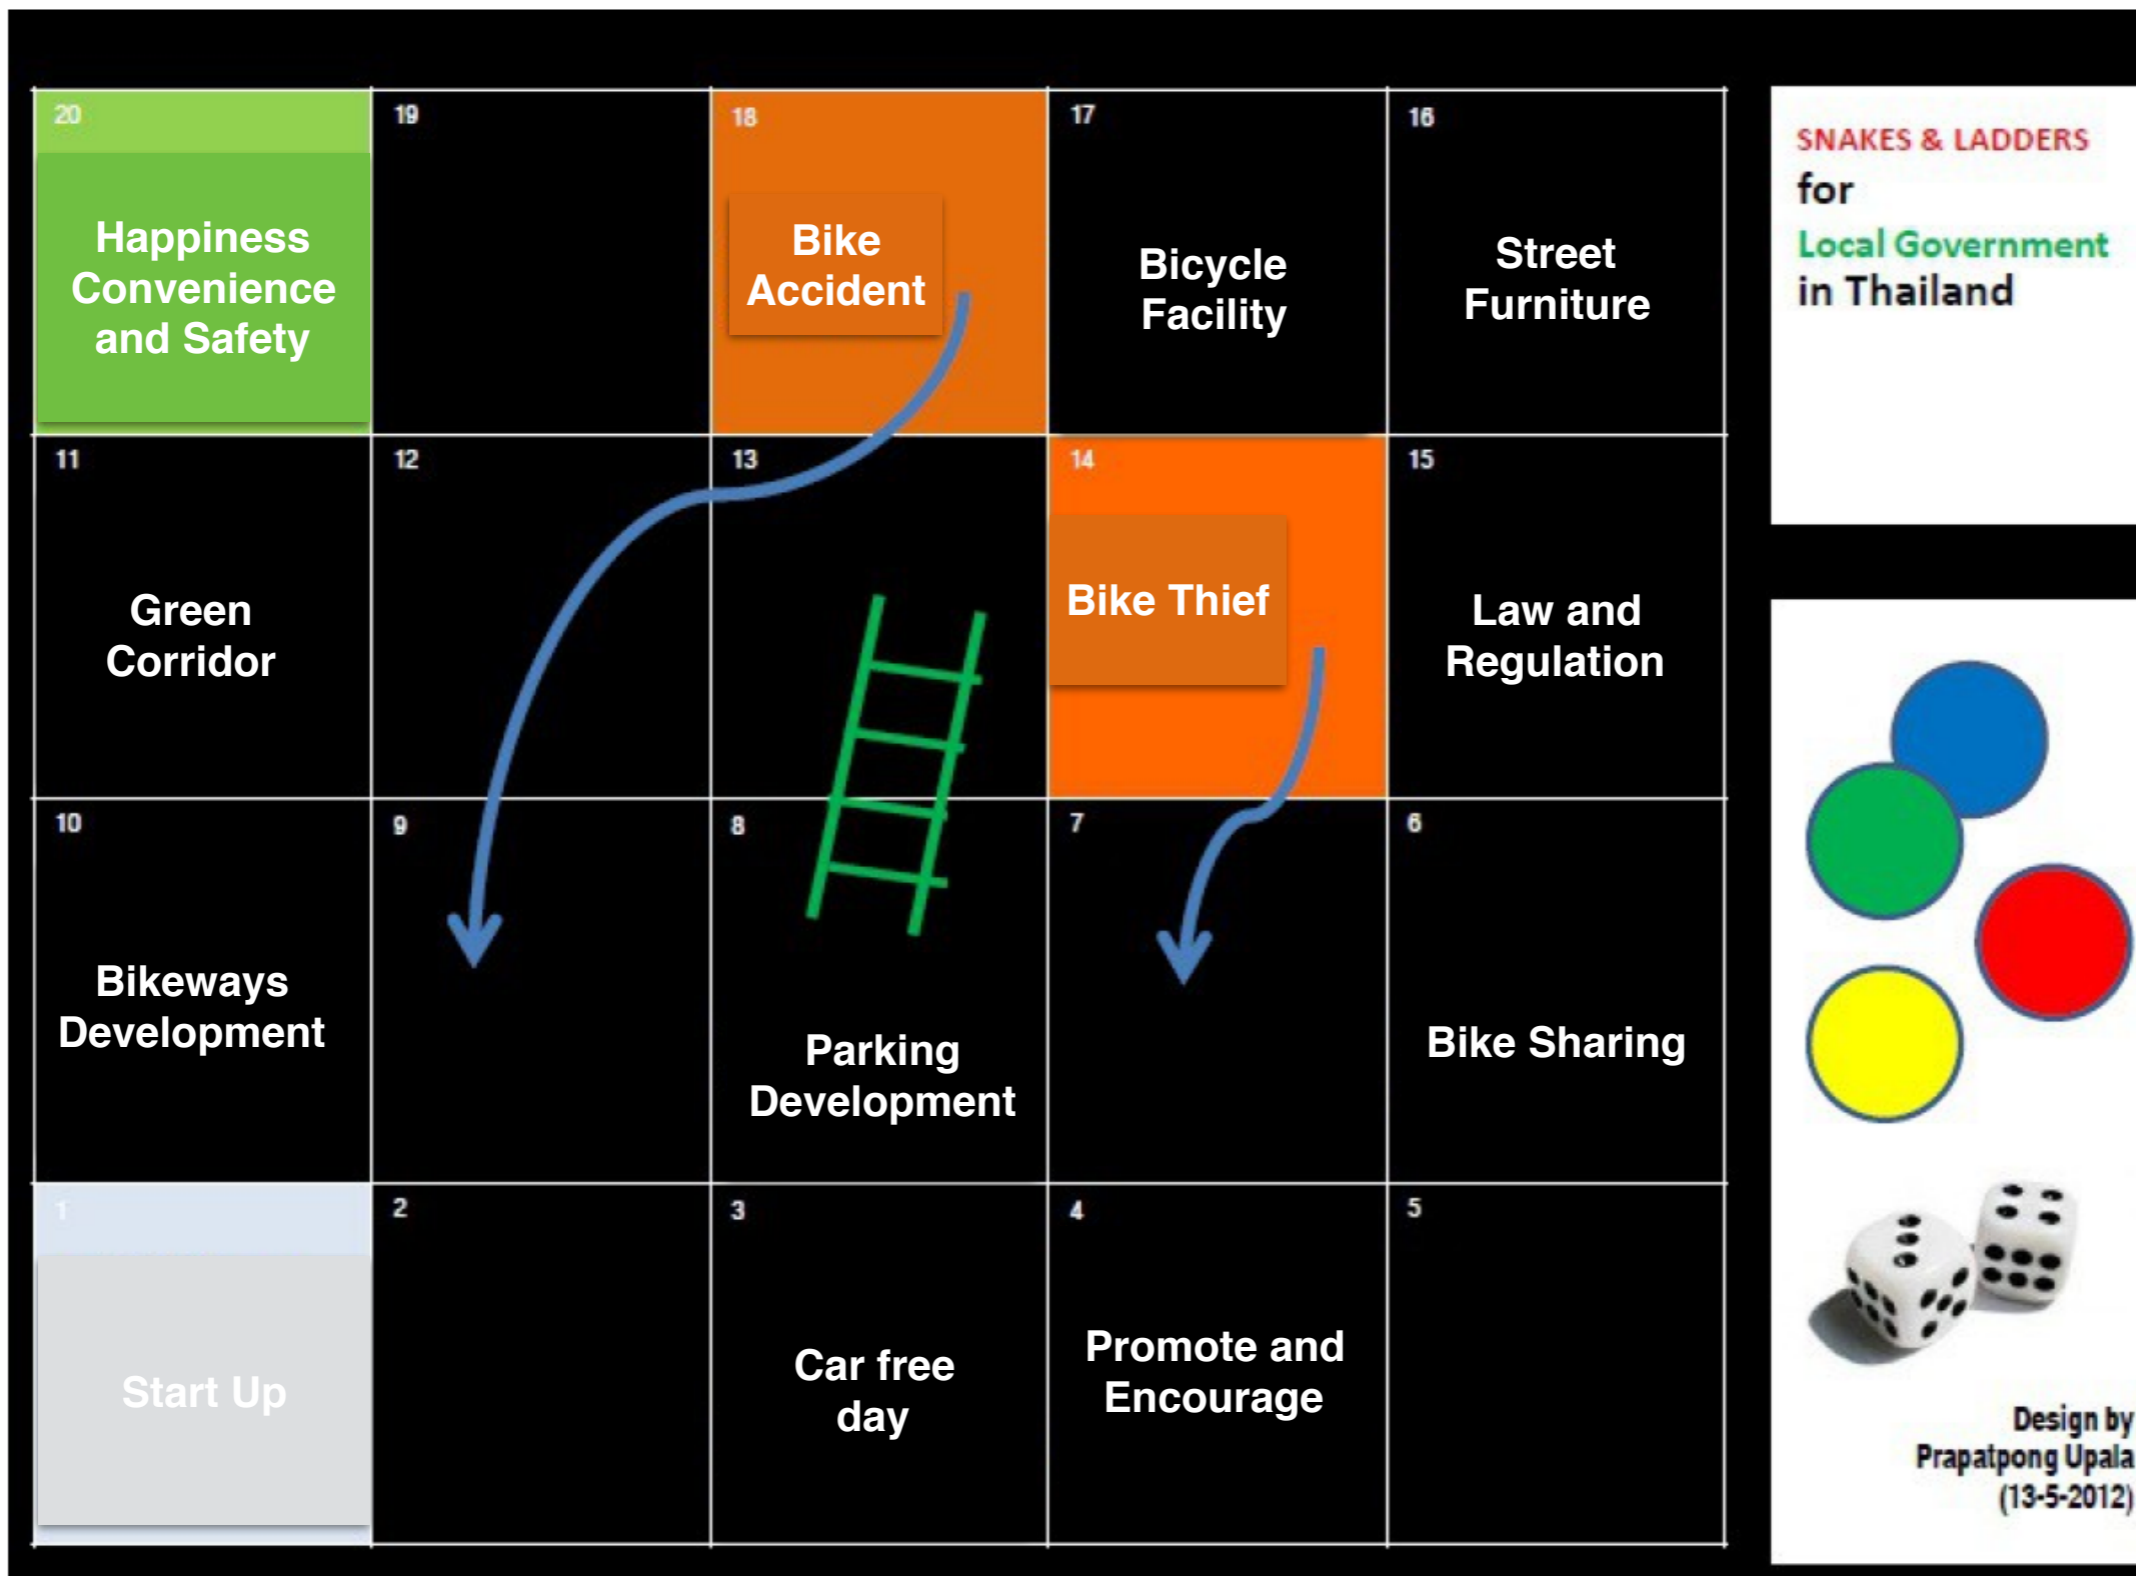 20
Happiness
Convenience
and Safety
19
18
Bike
Accident
17
Bicycle
Facility
16
Street
Furniture
11
Green
Corridor
12
13
14
Bike Thief
15
Law and
Regulation
10
Bikeways
Development
9
8
Parking
Development
7
6
Bike Sharing
1
Start Up
2
3
Car free
day
4
Promote and
Encourage
5
SNAKES & LADDERS
for
Local Government
in Thailand
Design by
Prapatpong Upala
(13-5-2012)